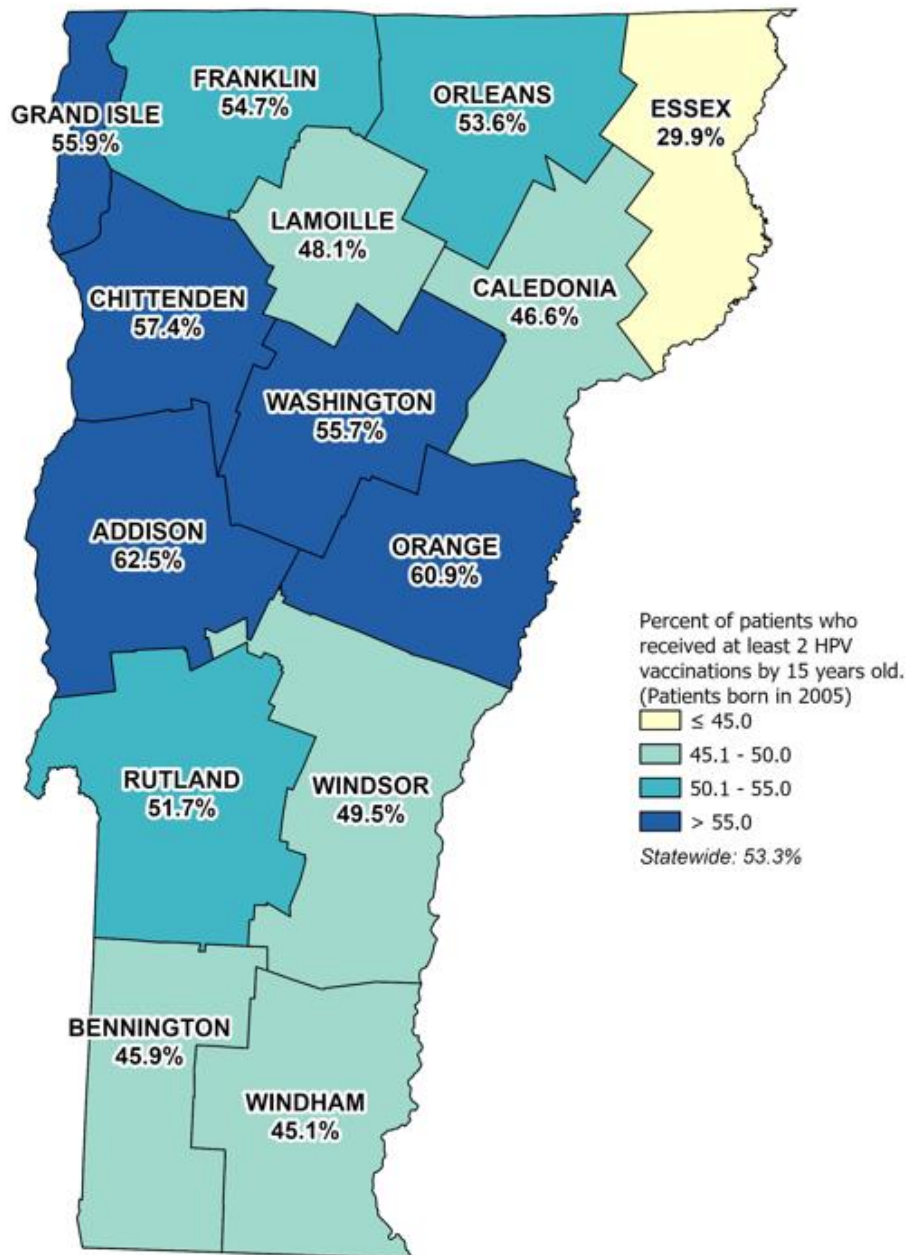 FRANKLIN
54.7%
ORLEANS
53.6%
ESSEX
29.9%
GRAND ISLE
55.9%
LAMOILLE
48.1%
CHITTENDEN
57.4%
CALEDONIA
46.6%
WASHINGTON
55.7%
ADDISON
62.5%
ORANGE
60.9%
Percent of patients who
received at least 2 HPV
vaccinations by 15 years old.
(Patients born in 2005)
≤ 45.0
45.1 - 50.0
50.1 - 55.0
> 55.0
Statewide: 53.3%
RUTLAND
51.7%
WINDSOR
49.5%
BENNINGTON
45.9%
WINDHAM
45.1%